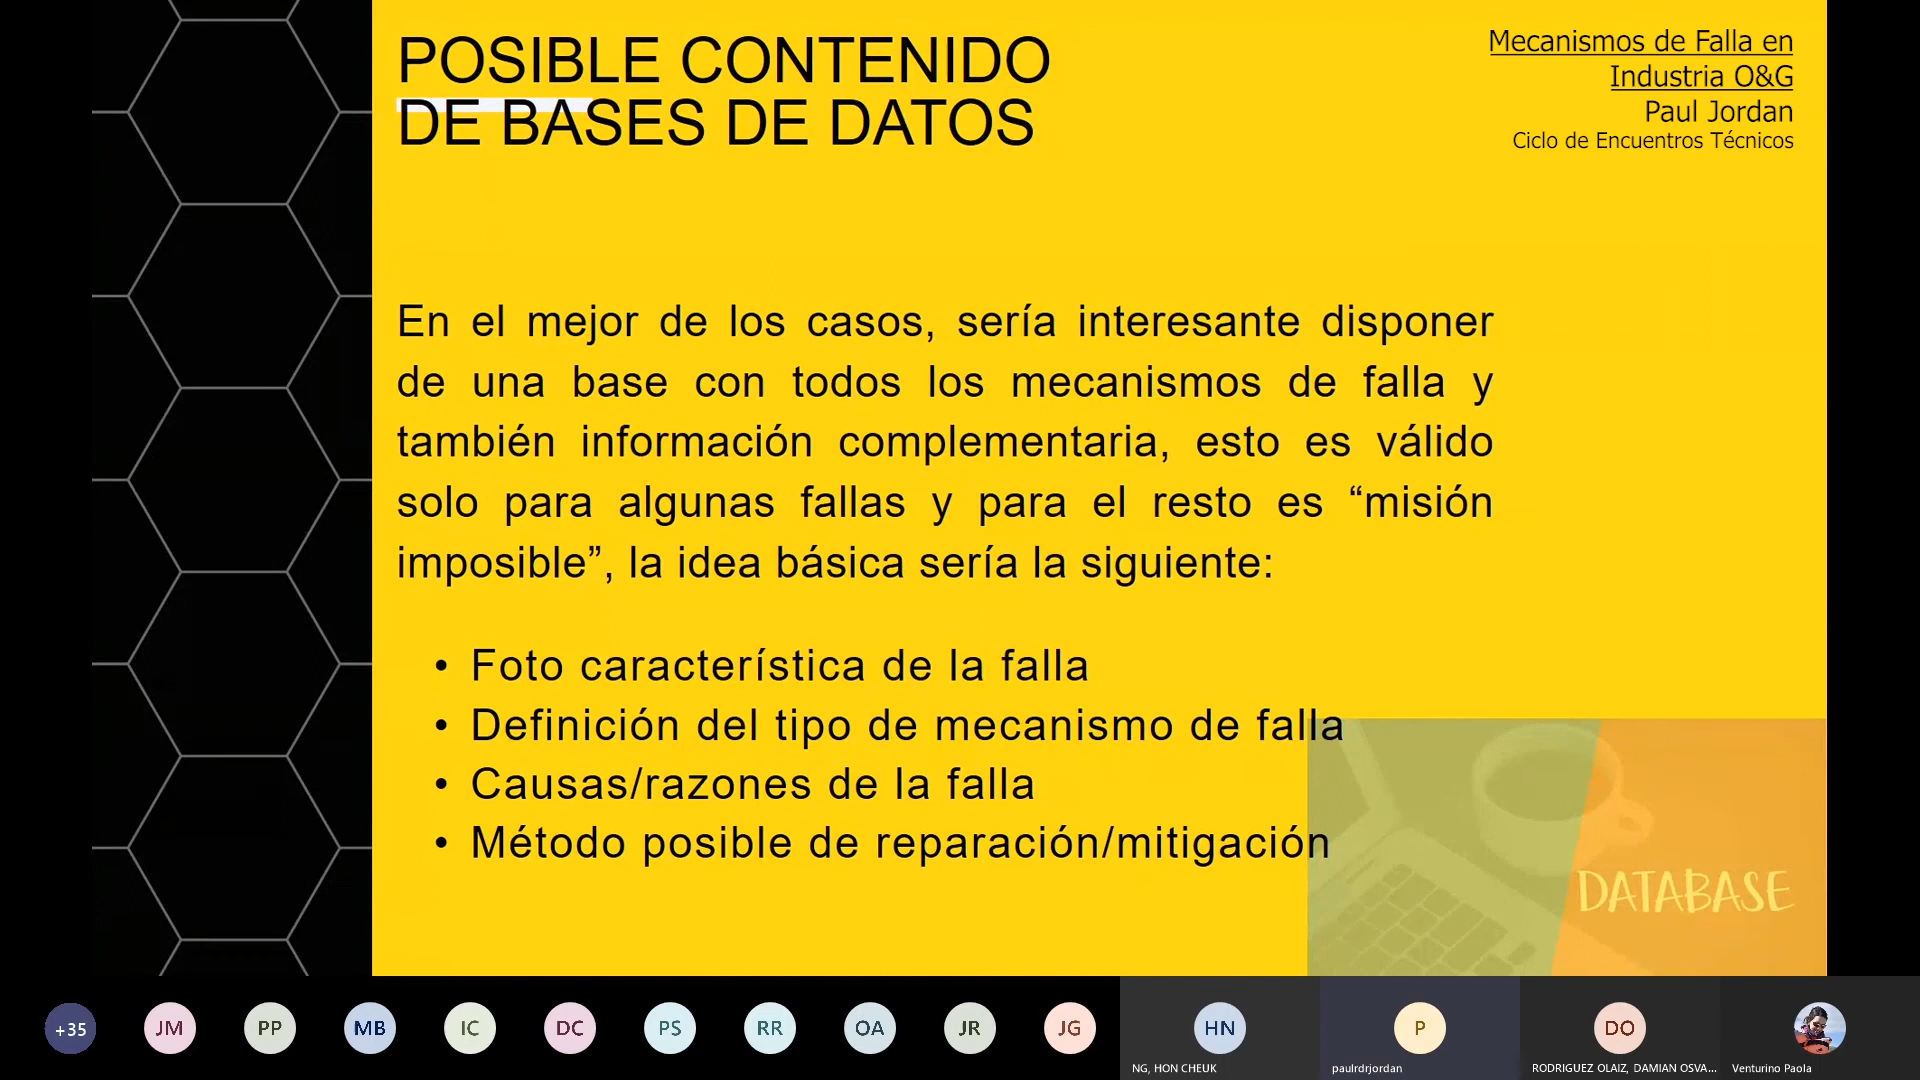 POSIBLE CONTENIDO
DE BASES DE DATOS
Mecanismos de Falla en
Industria O&G
Paul Jordan
Ciclo de Encuentros Técnicos
En el mejor de los casos, sería interesante disponer
de una base con todos los mecanismos de falla y
también información complementaria, esto es válido
solo para algunas fallas y para el resto es “misión
imposible”, la idea básica sería la siguiente:
• Foto característica de la falla
• Definición del tipo de mecanismo de falla
• Causas/razones de la falla
• Método posible de reparación/mitigación
DATABASE
+35 JM PP MB IC DC PS RR OA JR JG HN P DO
NG, HON CHEUK paulrdrjordan RODRIGUEZ OLAIZ, DAMIAN OSVA... Venturino Paola